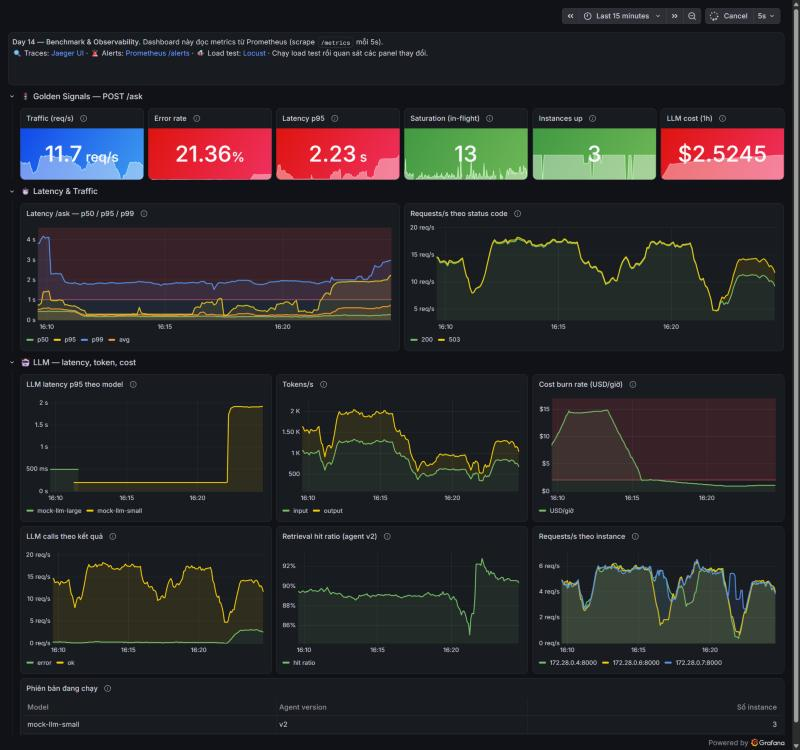 Last 15 minutes Cancel 5s
Day 14 — Benchmark & Observability. Dashboard này đọc metrics từ Prometheus (scrape /metrics mỗi 5s).
Traces: Jaeger UI · Alerts: Prometheus /alerts · Load test: Locust · Chạy load test rồi quan sát các panel thay đổi.
Golden Signals — POST /ask
Traffic (req/s) Error rate Latency p95 Saturation (in-flight) Instances up LLM cost (1h)
11.7 req/s 21.36% 2.23 s 13 3 $2.5245
Latency & Traffic
Latency /ask — p50 / p95 / p99
4 s
3 s
2 s
1 s
0 s
16:10 16:15 16:20
p50 p95 p99 avg
Requests/s theo status code
20 req/s
15 req/s
10 req/s
5 req/s
16:10 16:15 16:20
200 503
LLM — latency, token, cost
LLM latency p95 theo model
2 s
1.5 s
1 s
500 ms
0 s
16:10 16:15 16:20
mock-llm-large mock-llm-small
Tokens/s
2 K
1.50 K
1 K
500
16:10 16:15 16:20
input output
Cost burn rate (USD/giờ)
$15
$10
$5
$0
16:10 16:15 16:20
USD/giờ
LLM calls theo kết quả
20 req/s
15 req/s
10 req/s
5 req/s
0 req/s
16:10 16:15 16:20
error ok
Retrieval hit ratio (agent v2)
92%
90%
88%
86%
16:10 16:15 16:20
hit ratio
Requests/s theo instance
6 req/s
4 req/s
2 req/s
0 req/s
16:10 16:15 16:20
172.28.0.4:8000 172.28.0.6:8000 172.28.0.7:8000
Phiên bản đang chạy
Model Agent version Số instance
mock-llm-small v2 3
Powered by Grafana